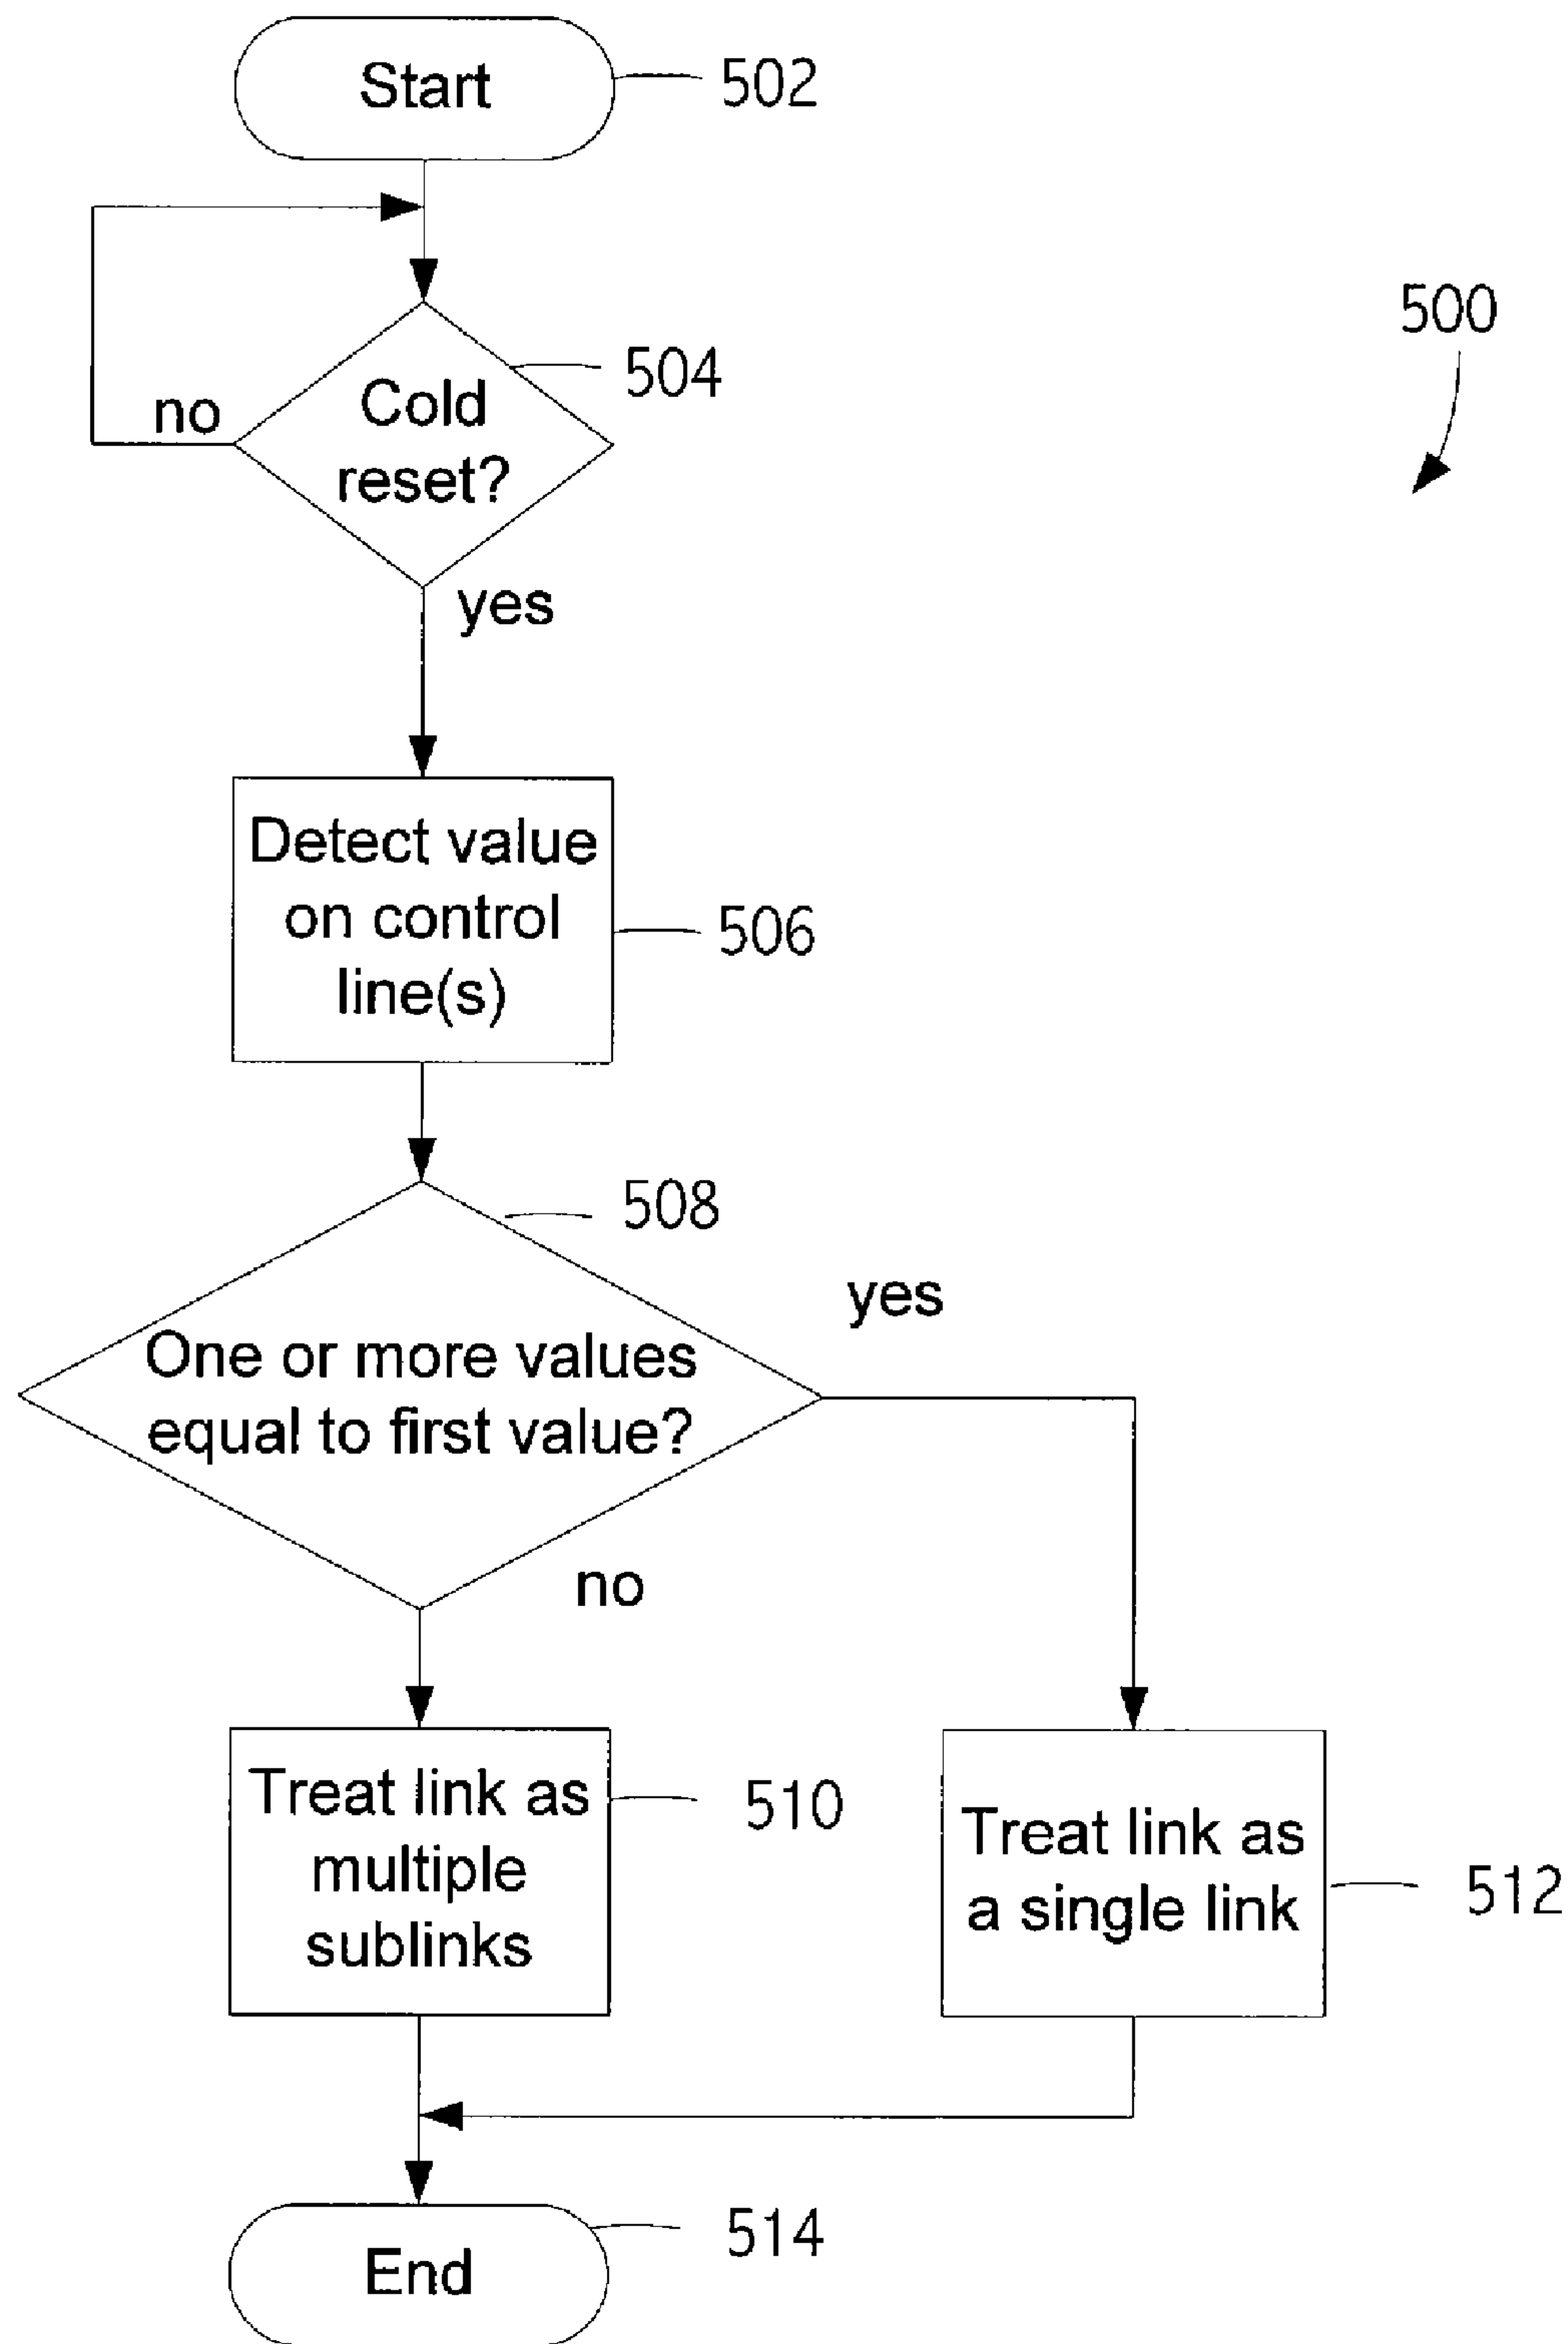 Start
502
500
504
Cold
reset?
no
yes
Detect value
on control
line(s)
506
508
yes
One or more values
equal to first value?
no
Treat link as
multiple
sublinks
510
Treat link as
a single link
512
End
514